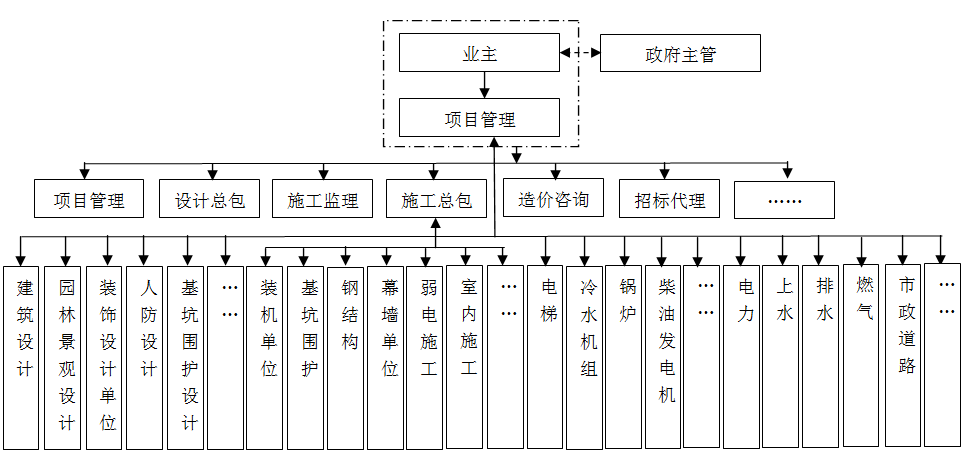 业主
政府主管
项目管理
项目管理
设计总包
施工监理
施工总包
造价咨询
招标代理
……
建筑设计
园林景观设计
装饰设计单位
人防设计
基坑围护设计
……
装机单位
基坑围护
钢结构
幕墙单位
弱电施工
室内施工
……
电梯
冷水机组
锅炉
柴油发电机
……
电力
上水
排水
燃气
市政道路
……